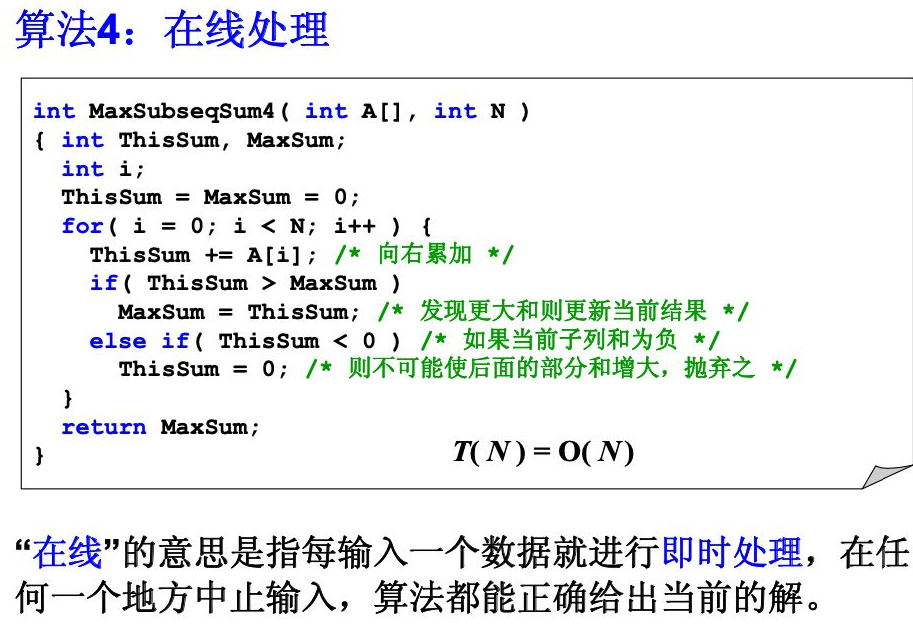 算法4：在线处理
int MaxSubseqSum4( int A[], int N )
{ int ThisSum, MaxSum;
int i;
ThisSum = MaxSum = 0;
for( i = 0; i < N; i++ ) {
ThisSum += A[i]; /* 向右累加 */
if( ThisSum > MaxSum )
MaxSum = ThisSum; /* 发现更大和则更新当前结果 */
else if( ThisSum < 0 ) /* 如果当前子列和为负 */
ThisSum = 0; /* 则不可能使后面的部分和增大，抛弃之 */
}
return MaxSum;
}
T( N ) = O( N )
“在线”的意思是指每输入一个数据就进行即时处理，在任
何一个地方中止输入，算法都能正确给出当前的解。